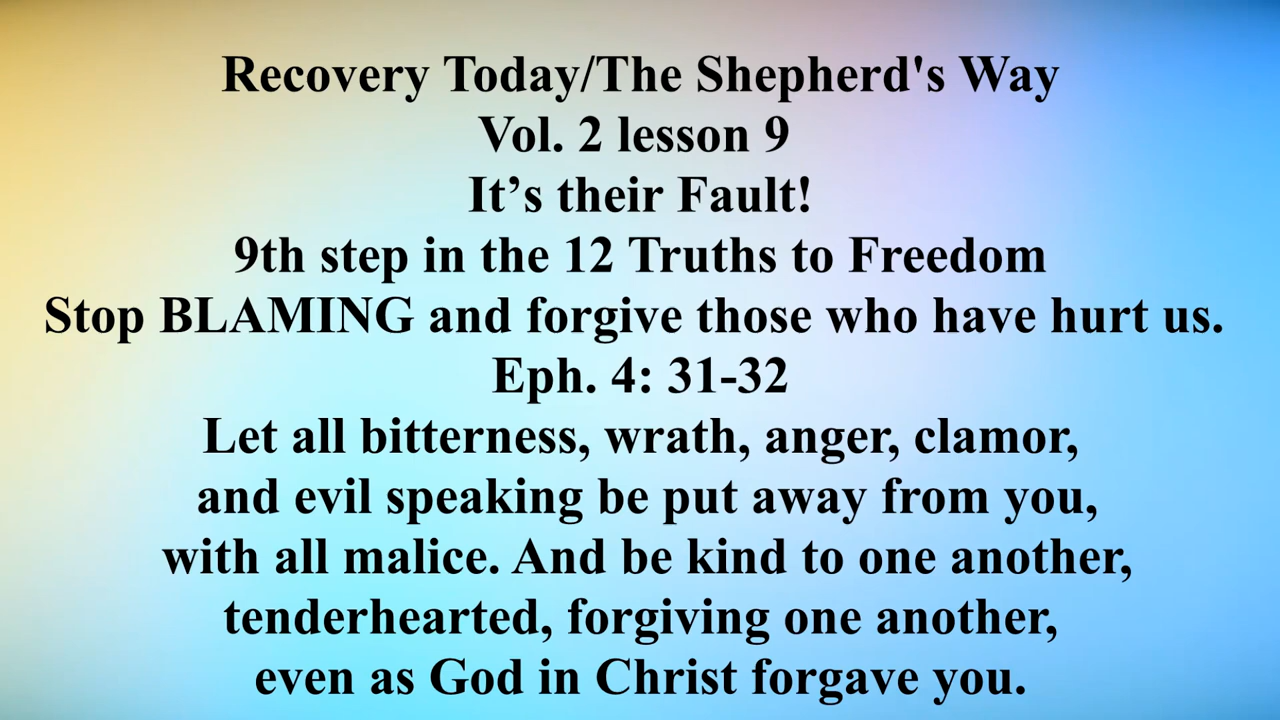 Recovery Today/The Shepherd's Way
Vol. 2 lesson 9
It’s their Fault!
9th step in the 12 Truths to Freedom
Stop BLAMING and forgive those who have hurt us.
Eph. 4: 31-32
Let all bitterness, wrath, anger, clamor,
and evil speaking be put away from you,
with all malice. And be kind to one another,
tenderhearted, forgiving one another,
even as God in Christ forgave you.